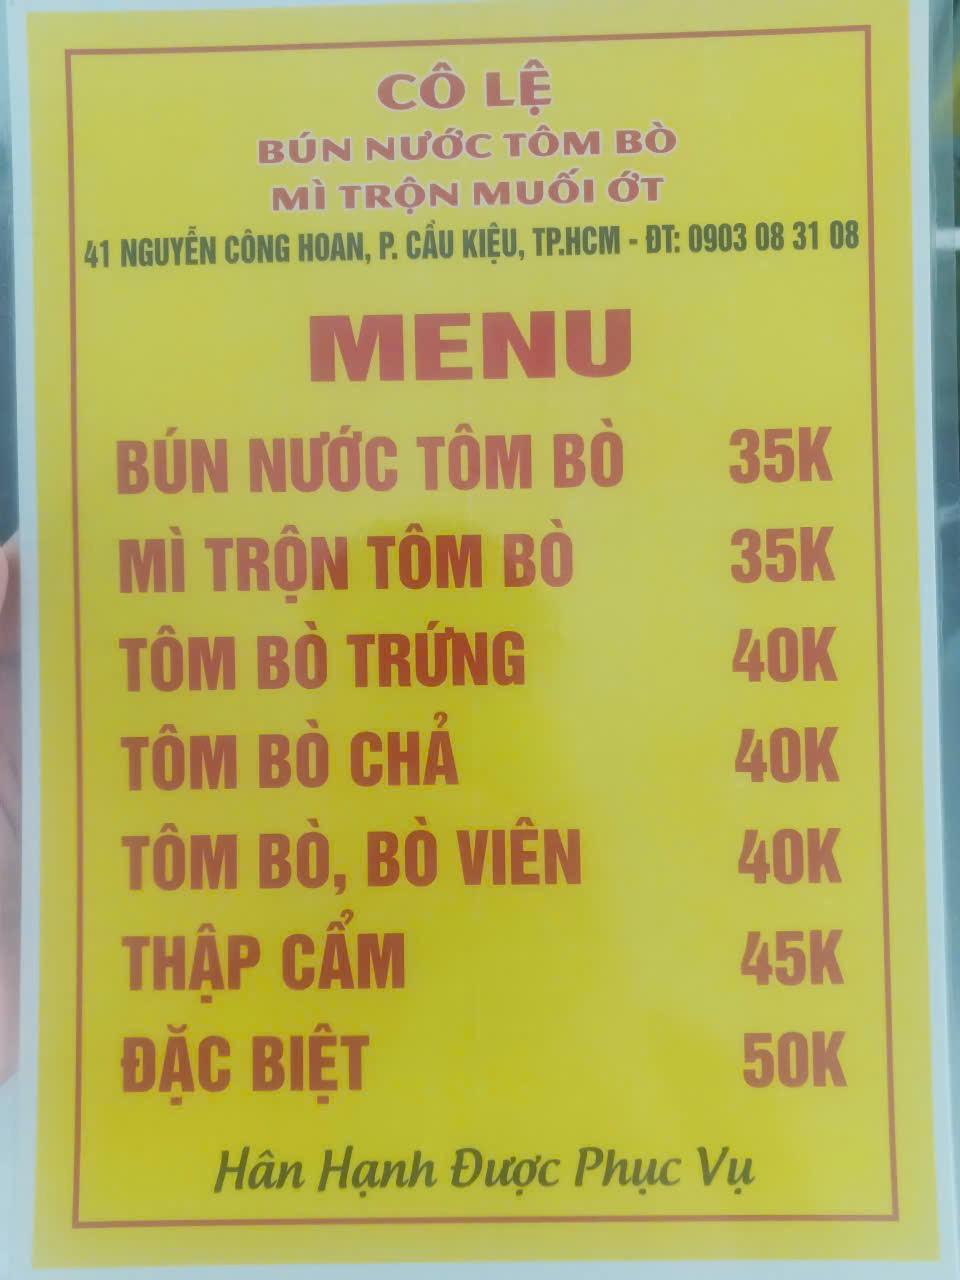 CÔ LỆ
BÚN NƯỚC TÔM BÒ
MÌ TRỘN MUỐI ỚT
41 NGUYỄN CÔNG HOAN, P. CẦU KIỆU, TP.HCM - ĐT: 0903 08 31 08
MENU
BÚN NƯỚC TÔM BÒ 35K
MÌ TRỘN TÔM BÒ 35K
TÔM BÒ TRỨNG 40K
TÔM BÒ CHẢ 40K
TÔM BÒ, BÒ VIÊN 40K
THẬP CẨM 45K
ĐẶC BIỆT 50K
Hân Hạnh Được Phục Vụ